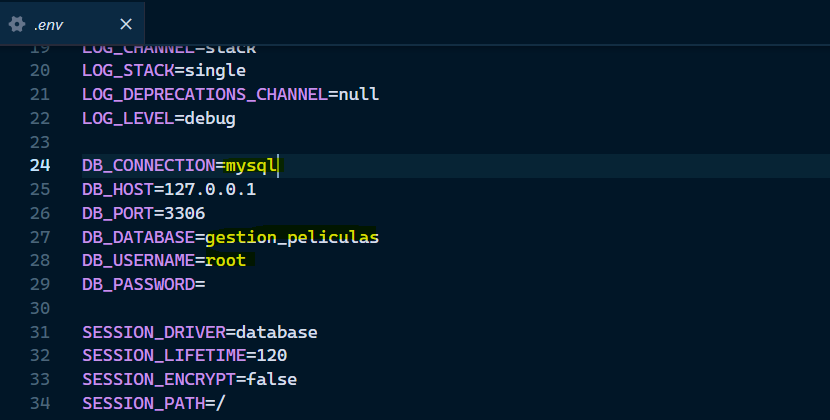 .env
19 LOG_CHANNEL=stack
20 LOG_STACK=single
21 LOG_DEPRECATIONS_CHANNEL=null
22 LOG_LEVEL=debug
23
24 DB_CONNECTION=mysql
25 DB_HOST=127.0.0.1
26 DB_PORT=3306
27 DB_DATABASE=gestion_peliculas
28 DB_USERNAME=root
29 DB_PASSWORD=
30
31 SESSION_DRIVER=database
32 SESSION_LIFETIME=120
33 SESSION_ENCRYPT=false
34 SESSION_PATH=/